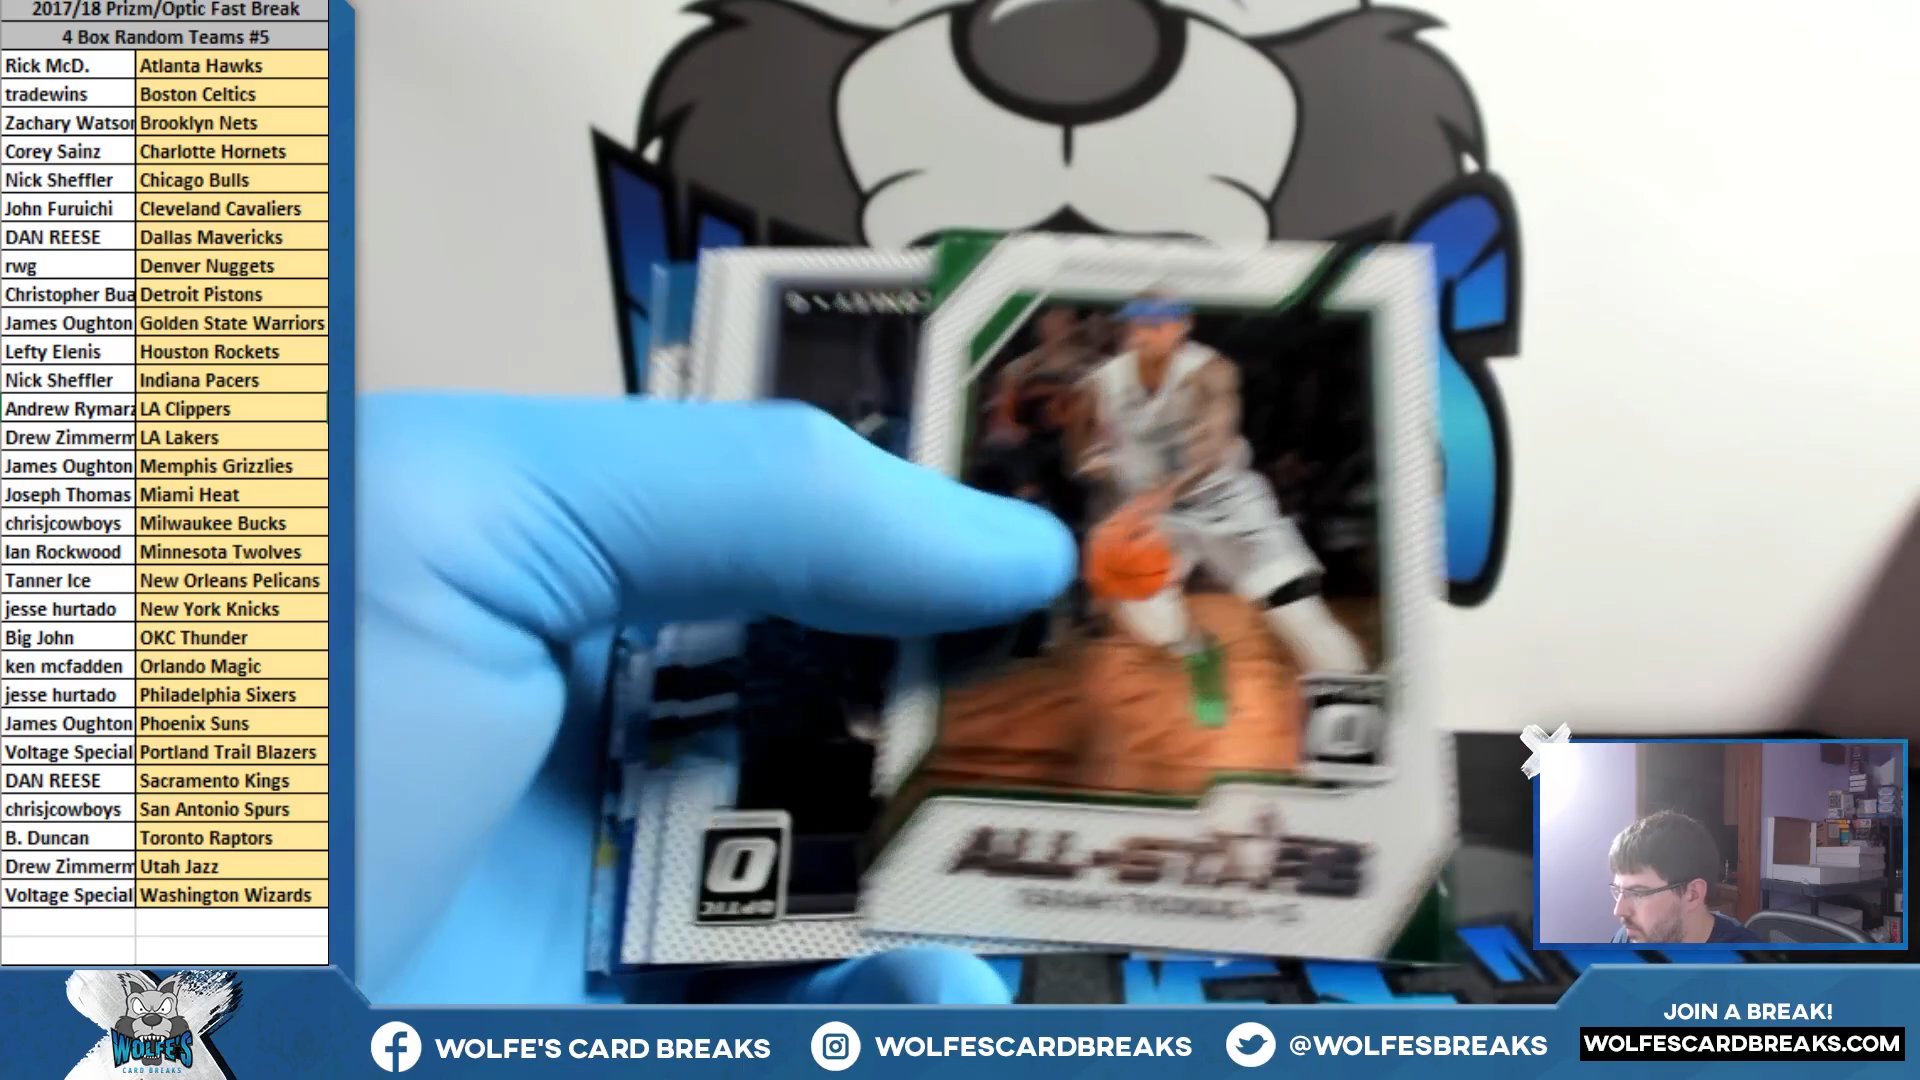 2017/18 Prizm/Optic Fast Break
4 Box Random Teams #5
Rick McD. Atlanta Hawks
tradewins Boston Celtics
Zachary Watson Brooklyn Nets
Corey Sainz Charlotte Hornets
Nick Sheffler Chicago Bulls
John Furuichi Cleveland Cavaliers
DAN REESE Dallas Mavericks
rwg Denver Nuggets
Christopher Bua Detroit Pistons
James Oughton Golden State Warriors
Lefty Elenis Houston Rockets
Nick Sheffler Indiana Pacers
Andrew Rymarz LA Clippers
Drew Zimmerm LA Lakers
James Oughton Memphis Grizzlies
Joseph Thomas Miami Heat
chrisjcowboys Milwaukee Bucks
Ian Rockwood Minnesota Twolves
Tanner Ice New Orleans Pelicans
jesse hurtado New York Knicks
Big John OKC Thunder
ken mcfadden Orlando Magic
jesse hurtado Philadelphia Sixers
James Oughton Phoenix Suns
Voltage Special Portland Trail Blazers
DAN REESE Sacramento Kings
chrisjcowboys San Antonio Spurs
B. Duncan Toronto Raptors
Drew Zimmerm Utah Jazz
Voltage Special Washington Wizards
OPTIC
ALL-STARS
WOLFE'S
CARD BREAKS
WOLFE'S CARD BREAKS
WOLFESCARDBREAKS
@WOLFESBREAKS
JOIN A BREAK!
WOLFESCARDBREAKS.COM